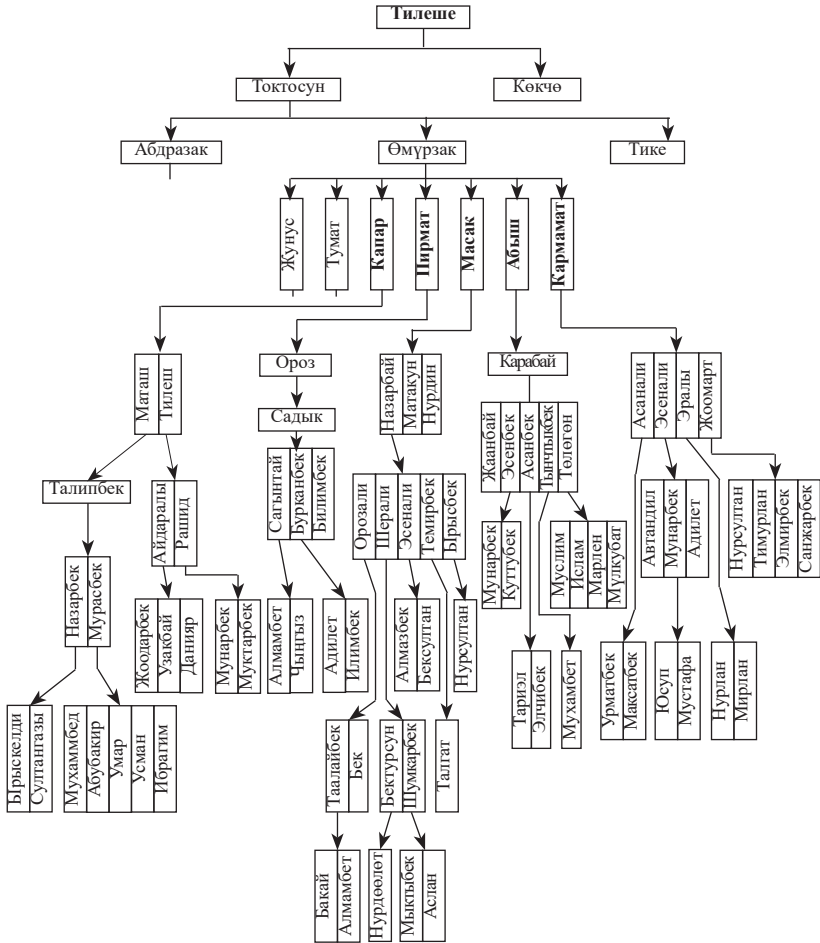 Тилеше
Токтосун
Көкчө
Абдразак
Өмүрзак
Тике
Жунус
Тумат
Капар
Пирмат
Масак
Абыш
Кармамат
Маташ
Тилеш
Ороз
Садык
Назарбай
Матакун
Нурдин
Карабай
Асанали
Эсенали
Эралы
Жоомарт
Жаанбай
Эсенбек
Асанбек
Тынчпыкбек
Төлөгөн
Талипбек
Айдаралы
Рашид
Сагынтай
Бурканбек
Билимбек
Орозали
Шерали
Эсенали
Темирбек
Ырысбек
Автандил
Мунарбек
Адилет
Нурсултан
Тимурлан
Элмирбек
Санжарбек
Мунарбек
Куттубек
Муслим
Ислам
Марлен
Мүлкубат
Назарбек
Мурасбек
Жоодарбек
Узакбай
Данияр
Мунарбек
Муктарбек
Алмамбет
Чыңгыз
Адилет
Илимбек
Алмазбек
Бексултан
Нурсултан
Тариэл
Элчибек
Мухамбет
Урматбек
Максатбек
Юсуп
Мустафа
Нурлан
Мирлан
Ырыскелди
Султангазы
Мухаммбед
Абубакир
Умар
Усман
Ибрагим
Таалайбек
Бек
Бектурсун
Шумкарбек
Талгат
Бакай
Алмамбет
Нурдөөлөт
Мыктыбек
Аслан